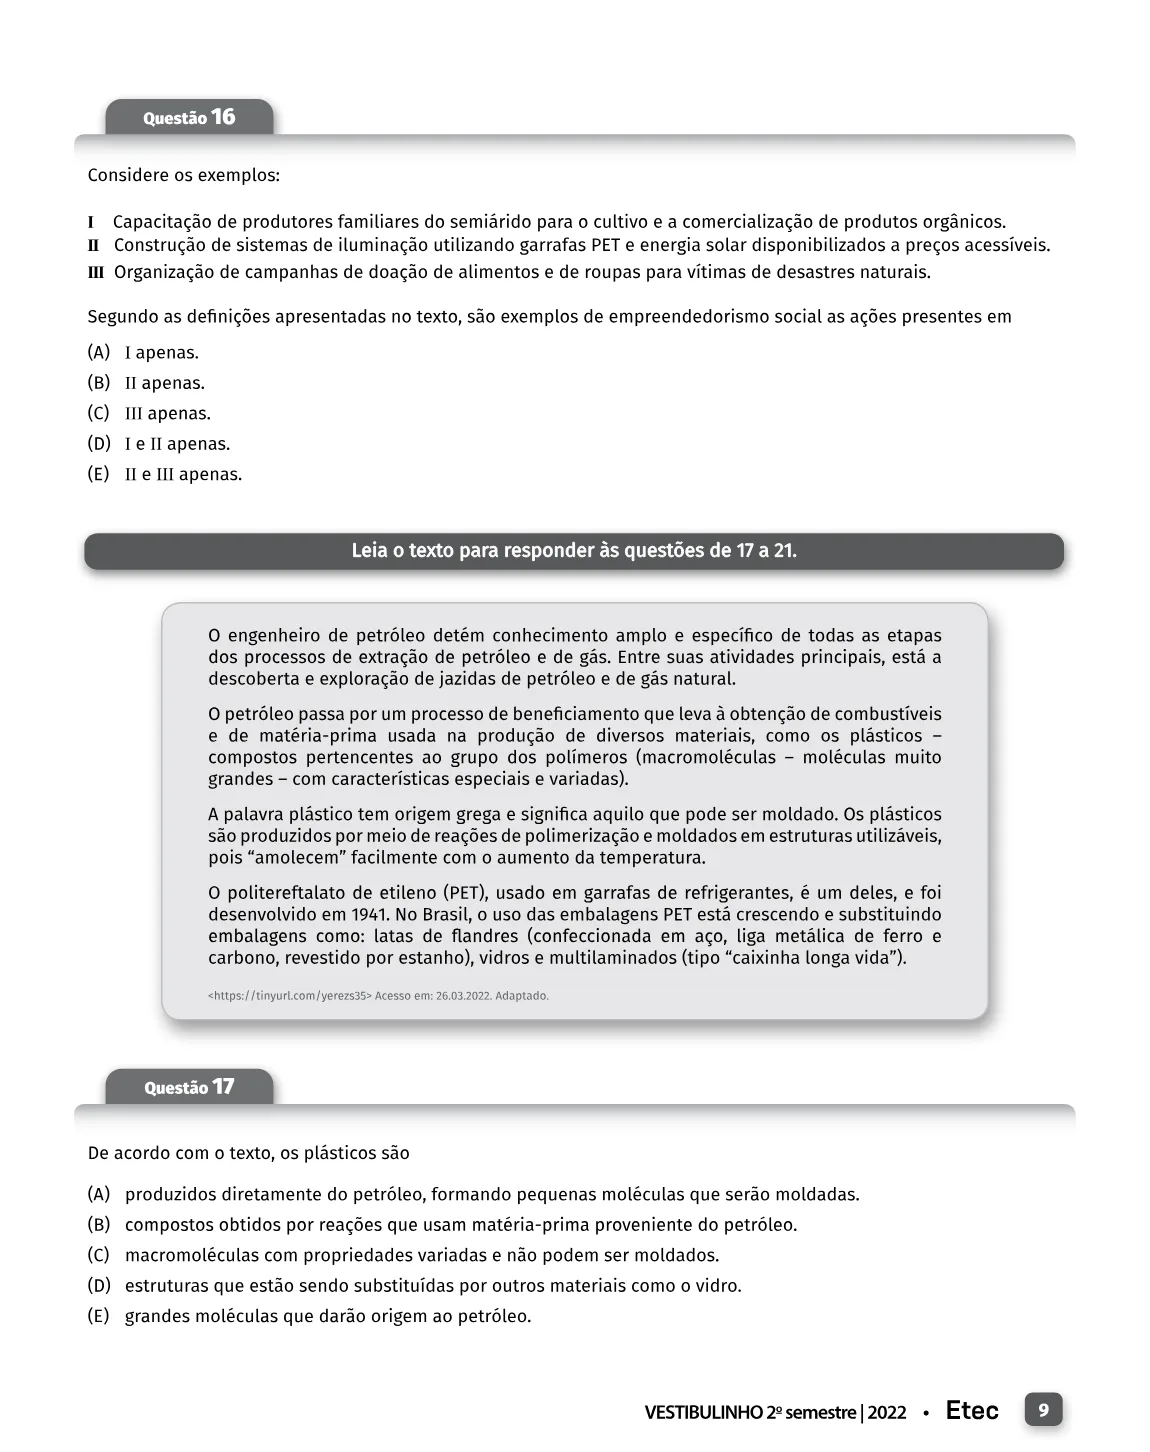 Questão 16
Considere os exemplos:
I Capacitação de produtores familiares do semiárido para o cultivo e a comercialização de produtos orgânicos.
II Construção de sistemas de iluminação utilizando garrafas PET e energia solar disponibilizados a preços acessíveis.
III Organização de campanhas de doação de alimentos e de roupas para vítimas de desastres naturais.
Segundo as definições apresentadas no texto, são exemplos de empreendedorismo social as ações presentes em
(A) I apenas.
(B) II apenas.
(C) III apenas.
(D) I e II apenas.
(E) II e III apenas.
Leia o texto para responder às questões de 17 a 21.
O engenheiro de petróleo detém conhecimento amplo e específico de todas as etapas
dos processos de extração de petróleo e de gás. Entre suas atividades principais, está a
descoberta e exploração de jazidas de petróleo e de gás natural.
O petróleo passa por um processo de beneficiamento que leva à obtenção de combustíveis
e de matéria-prima usada na produção de diversos materiais, como os plásticos –
compostos pertencentes ao grupo dos polímeros (macromoléculas – moléculas muito
grandes – com características especiais e variadas).
A palavra plástico tem origem grega e significa aquilo que pode ser moldado. Os plásticos
são produzidos por meio de reações de polimerização e moldados em estruturas utilizáveis,
pois “amolecem” facilmente com o aumento da temperatura.
O politereftalato de etileno (PET), usado em garrafas de refrigerantes, é um deles, e foi
desenvolvido em 1941. No Brasil, o uso das embalagens PET está crescendo e substituindo
embalagens como: latas de flandres (confeccionada em aço, liga metálica de ferro e
carbono, revestido por estanho), vidros e multilaminados (tipo “caixinha longa vida”).
<https://tinyurl.com/yerezs35> Acesso em: 26.03.2022. Adaptado.
Questão 17
De acordo com o texto, os plásticos são
(A) produzidos diretamente do petróleo, formando pequenas moléculas que serão moldadas.
(B) compostos obtidos por reações que usam matéria-prima proveniente do petróleo.
(C) macromoléculas com propriedades variadas e não podem ser moldados.
(D) estruturas que estão sendo substituídas por outros materiais como o vidro.
(E) grandes moléculas que darão origem ao petróleo.
VESTIBULINHO 2º semestre | 2022 • Etec 9